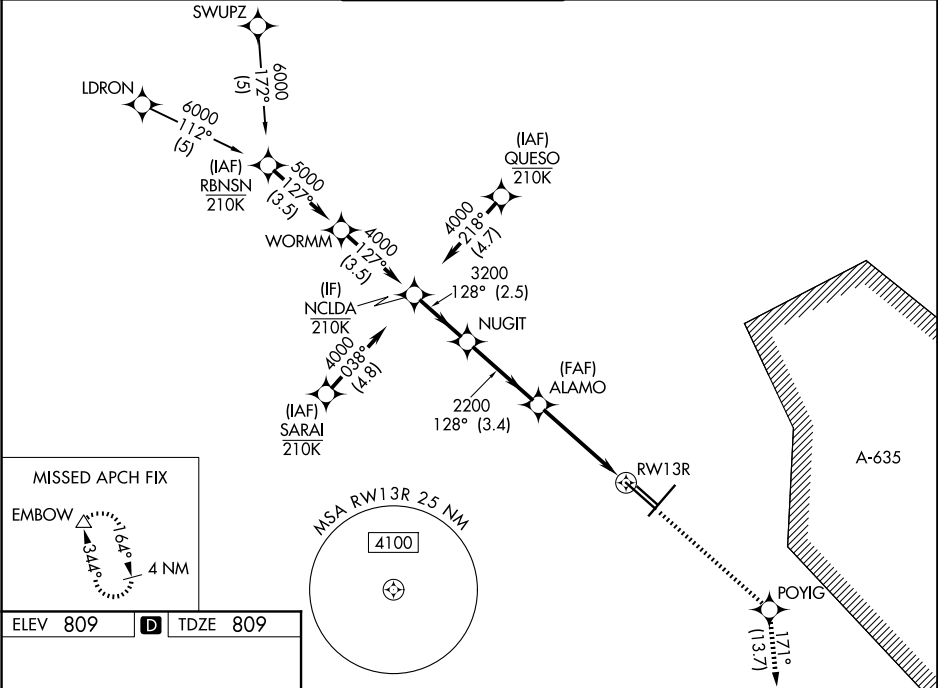 SWUPZ
6000
172°
(5)
LDRON
6000
112°
(5)
(IAF)
RBNSN
210K
5000
127°
(3.5)
(IAF)
QUESO
210K
4000
218°
(4.7)
WORMM
4000
127°
(3.5)
3200
128° (2.5)
(IF)
NCLDA
210K
NUGIT
4000
038°
(4.8)
(IAF)
SARAI
210K
(FAF)
ALAMO
2200
128° (3.4)
A-635
RW13R
MISSED APCH FIX
EMBOW
164°
344°
4 NM
MSA RW13R 25 NM
4100
POYIG
171°
(13.7)
ELEV 809 D TDZE 809